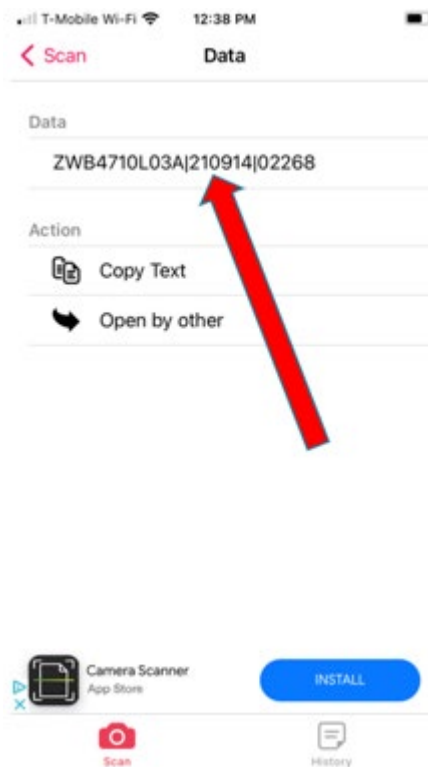 T-Mobile Wi-Fi 12:38 PM
Scan Data
Data
ZWB4710L03A|210914|02268
Action
Copy Text
Open by other
Camera Scanner
App Store
INSTALL
Scan History